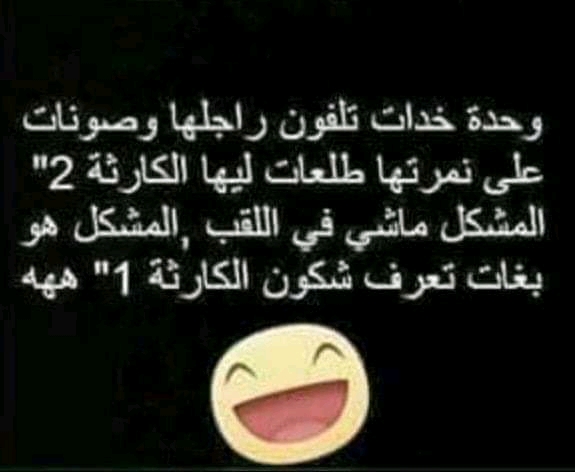 وحدة خدات تلفون راجلها وصونات
على نمرتها طلعات ليها الكارثة 2"
المشكل ماشي في اللقب ,المشكل هو
بغات تعرف شكون الكارثة 1" ههه